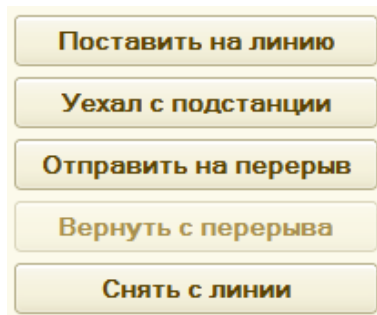 Поставить на линию
Уехал с подстанции
Отправить на перерыв
Вернуть с перерыва
Снять с линии